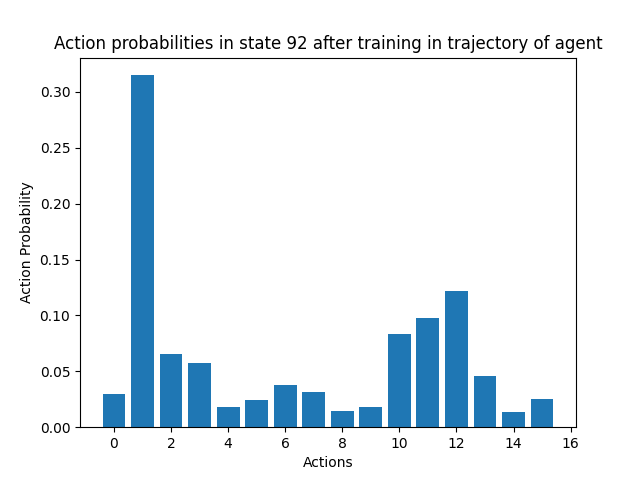 Action probabilities in state 92 after training in trajectory of agent
0.30
0.25
0.20
0.15
0.10
0.05
0.00
Action Probability
0 2 4 6 8 10 12 14 16
Actions